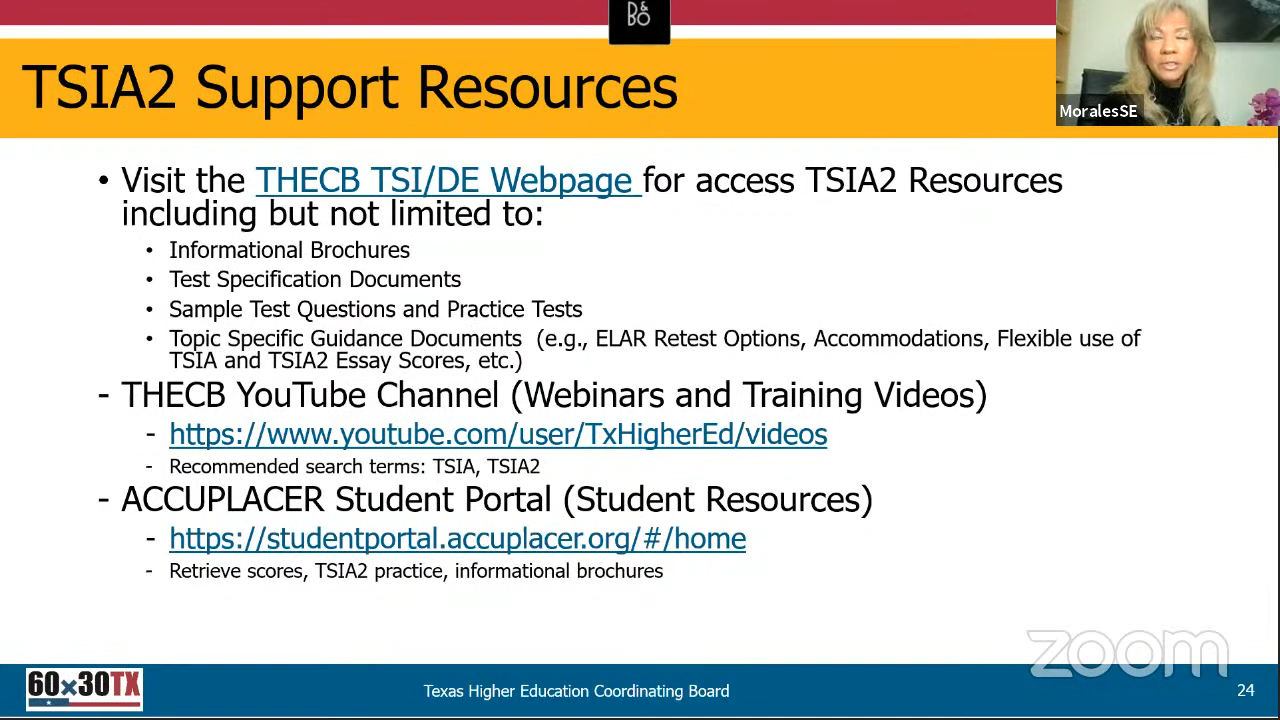 B&O
TSIA2 Support Resources
MoralesSE
• Visit the THECB TSI/DE Webpage for access TSIA2 Resources
including but not limited to:
• Informational Brochures
• Test Specification Documents
• Sample Test Questions and Practice Tests
• Topic Specific Guidance Documents (e.g., ELAR Retest Options, Accommodations, Flexible use of
TSIA and TSIA2 Essay Scores, etc.)
- THECB YouTube Channel (Webinars and Training Videos)
- https://www.youtube.com/user/TxHigherEd/videos
- Recommended search terms: TSIA, TSIA2
- ACCUPLACER Student Portal (Student Resources)
- https://studentportal.accuplacer.org/#/home
- Retrieve scores, TSIA2 practice, informational brochures
zoom
60x30TX
Texas Higher Education Coordinating Board
24